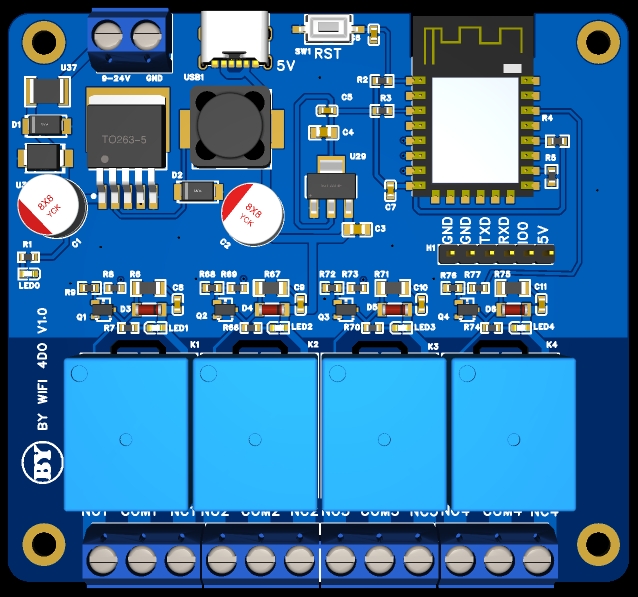 U37
9-24V GND
USB1
5V
SW1
RST
C6
R2
R3
R4
R5
D1
TO263-5
C5
C4
U29
D2
C7
C3
8X8
YCK
C1
8X8
YCK
C2
GND
GND
TXD
RXD
IO0
5V
H1
R1
LED0
R9 R8 R6 C8
Q1 D3
R7 LED1
R68 R69 R67 C9
Q2 D4
R66 LED2
R72 R73 R71 C10
Q3 D5
R70 LED3
R76 R77 R75 C11
Q4
R74 LED4
K1 K2 K3 K4
BY WIFI 4DO V1.0
BY
NO1 COM1 NC1 NO2 COM2 NC2 NO3 COM3 NC3 NO4 COM4 NC4